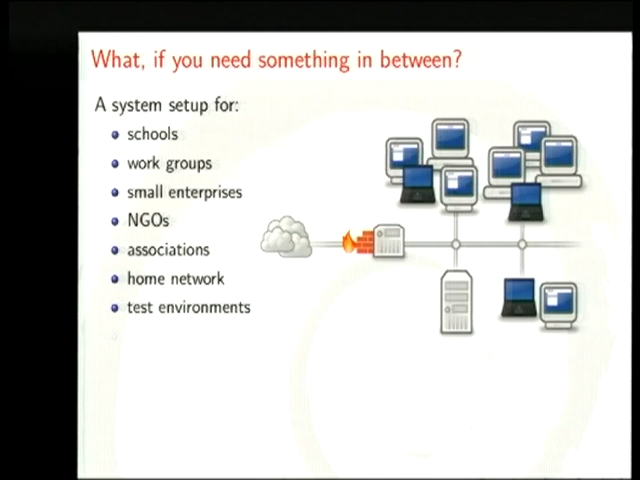 What, if you need something in between?
A system setup for:
schools
work groups
small enterprises
NGOs
associations
home network
test environments